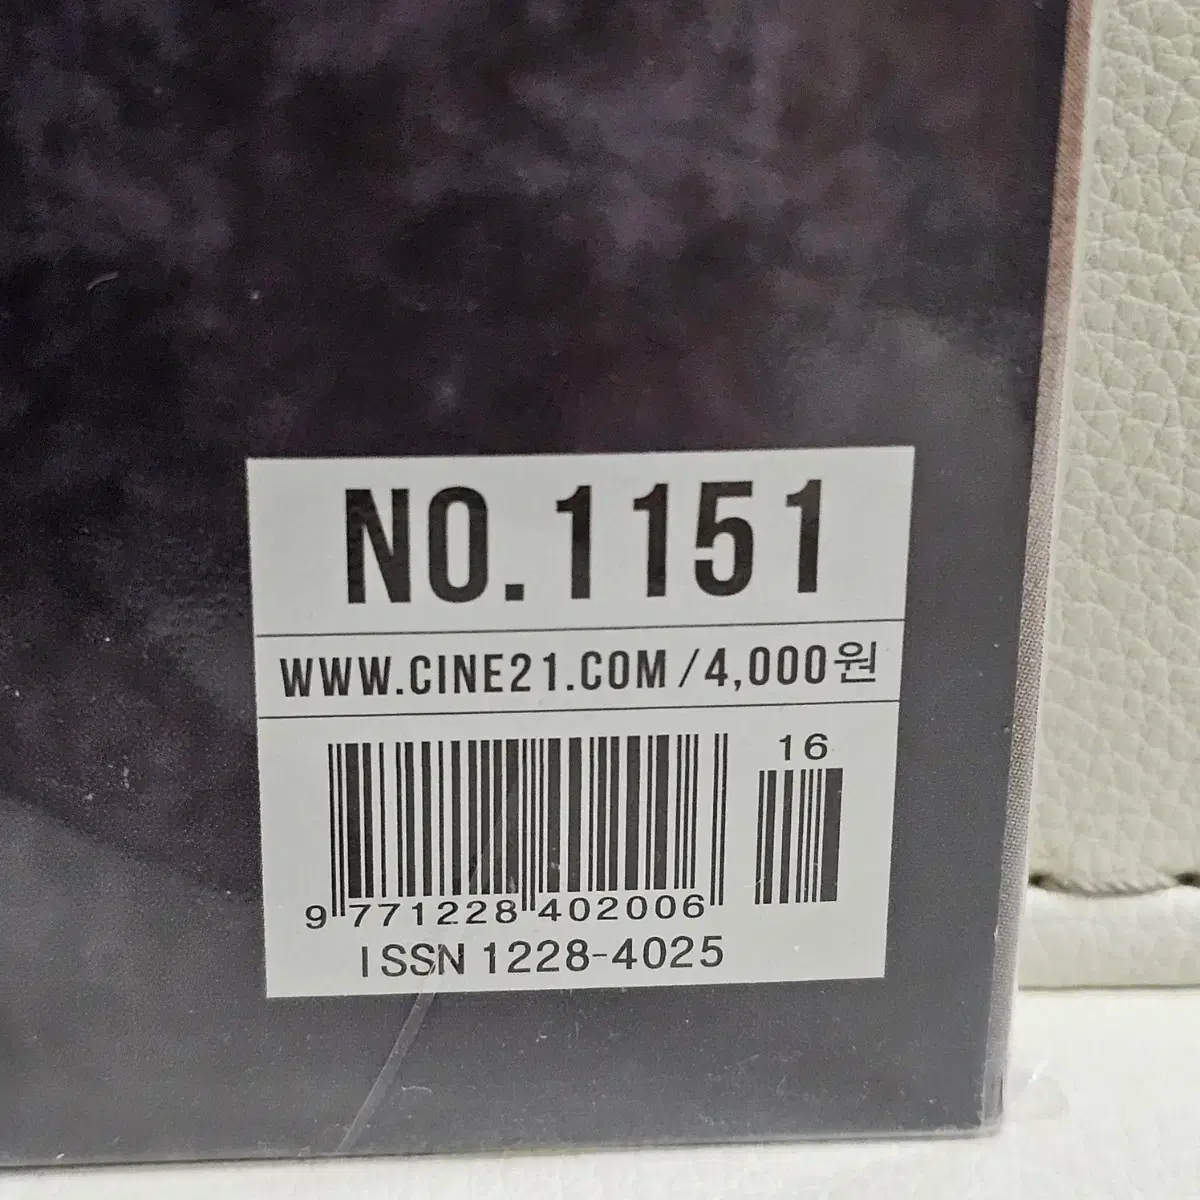 NO.1151
WWW.CINE21.COM/4,000원
16
9 771228 402006
ISSN 1228-4025